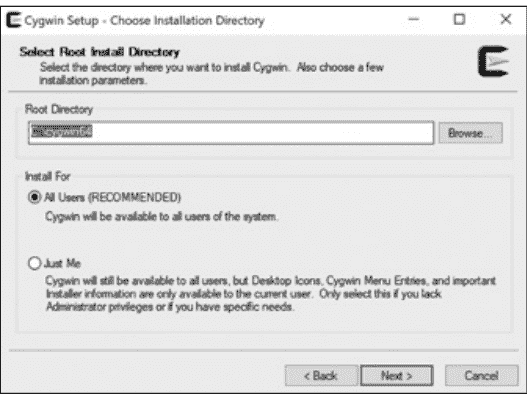 Cygwin Setup - Choose Installation Directory
Select Root Install Directory
Select the directory where you want to install Cygwin. Also choose a few
installation parameters.
Root Directory
C:\cygwin64
Browse...
Install For
All Users (RECOMMENDED)
Cygwin will be available to all users of the system.
Just Me
Cygwin will still be available to all users, but Desktop Icons, Cygwin Menu Entries, and important
Installer information are only available to the current user. Only select this if you lack
Administrator privileges or if you have specific needs.
< Back
Next >
Cancel